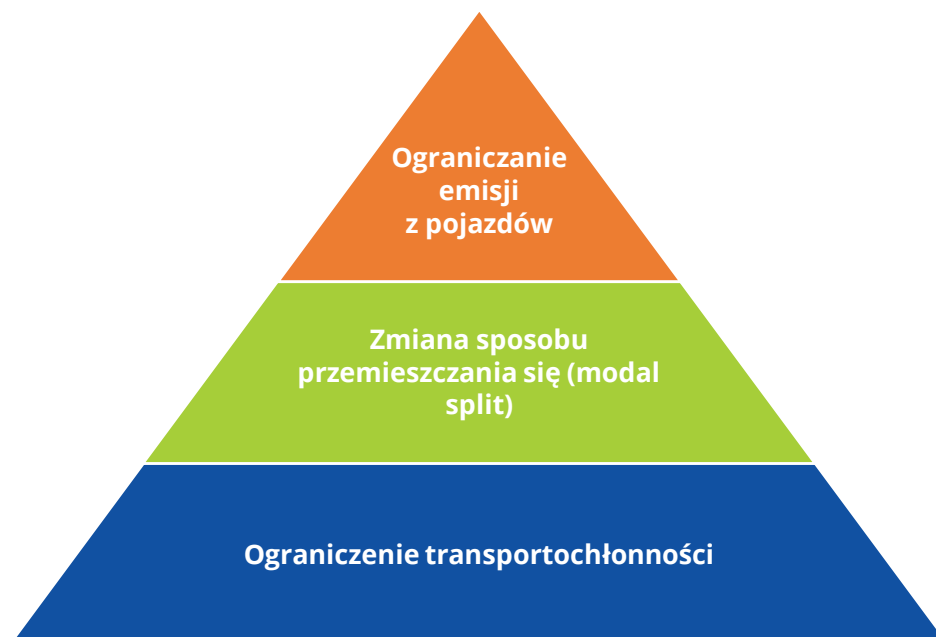 Ograniczanie
emisji
z pojazdów
Zmiana sposobu
przemieszczania się (modal
split)
Ograniczenie transportochłonności